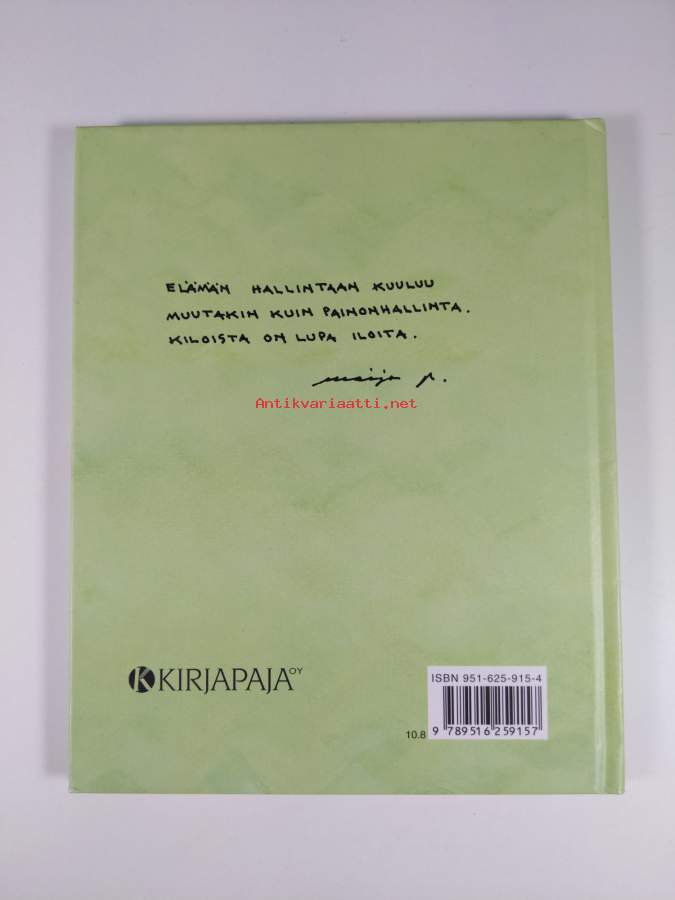 ELÄMÄN HALLINTAAN KUULUU
MUUTAKIN KUIN PAINONHALLINTA.
KILOISTA ON LUPA ILOITA.
maija p.
Antikvariaatti.net
KIRJAPAJA OY
ISBN 951-625-915-4
10.8
9 789516 259157